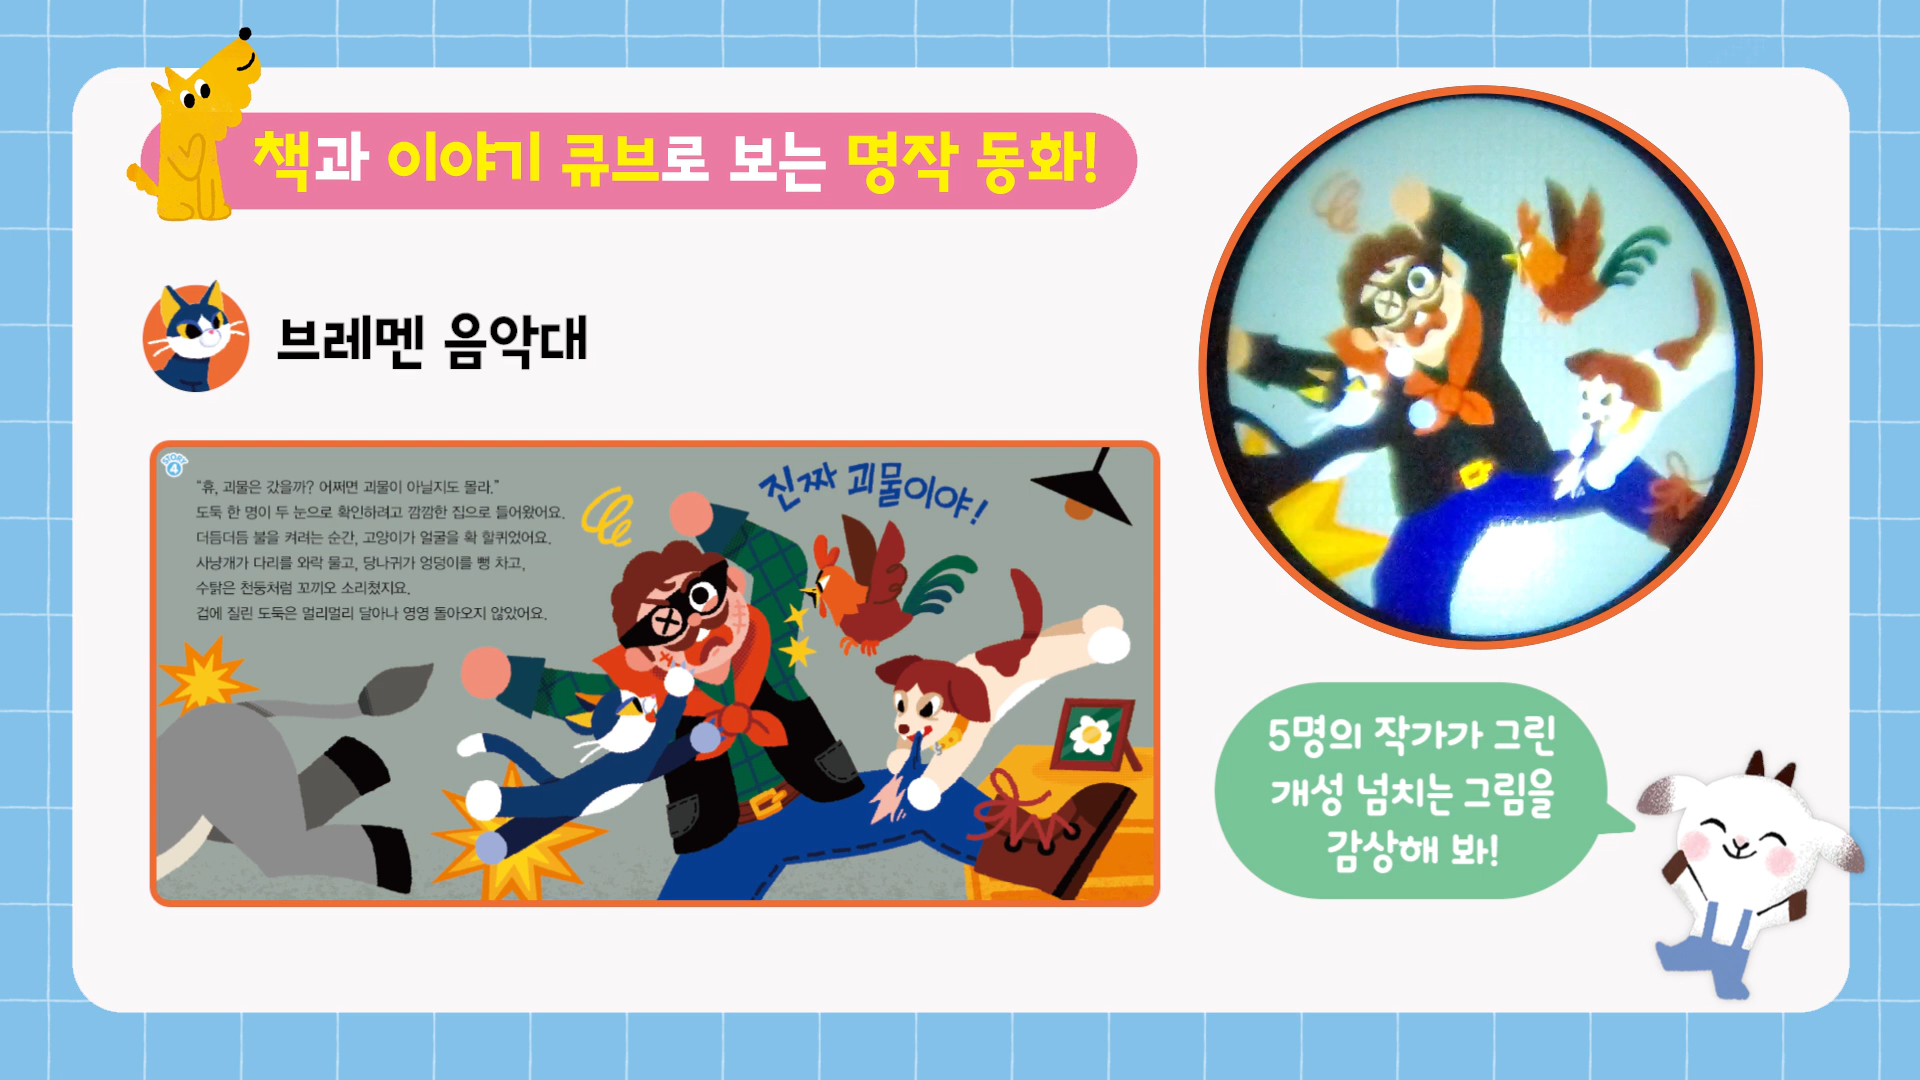 책과 이야기 큐브로 보는 명작 동화!
브레멘 음악대
STORY 4
“휴, 괴물은 갔을까? 어쩌면 괴물이 아닐지도 몰라.”
도둑 한 명이 두 눈으로 확인하려고 깜깜한 집으로 들어왔어요.
더듬더듬 불을 켜려는 순간, 고양이가 얼굴을 확 할퀴었어요.
사냥개가 다리를 와락 물고, 당나귀가 엉덩이를 뻥 차고,
수탉은 천둥처럼 꼬끼오 소리쳤지요.
겁에 질린 도둑은 멀리멀리 달아나 영영 돌아오지 않았어요.
진짜 괴물이야!
5명의 작가가 그린
개성 넘치는 그림을
감상해 봐!